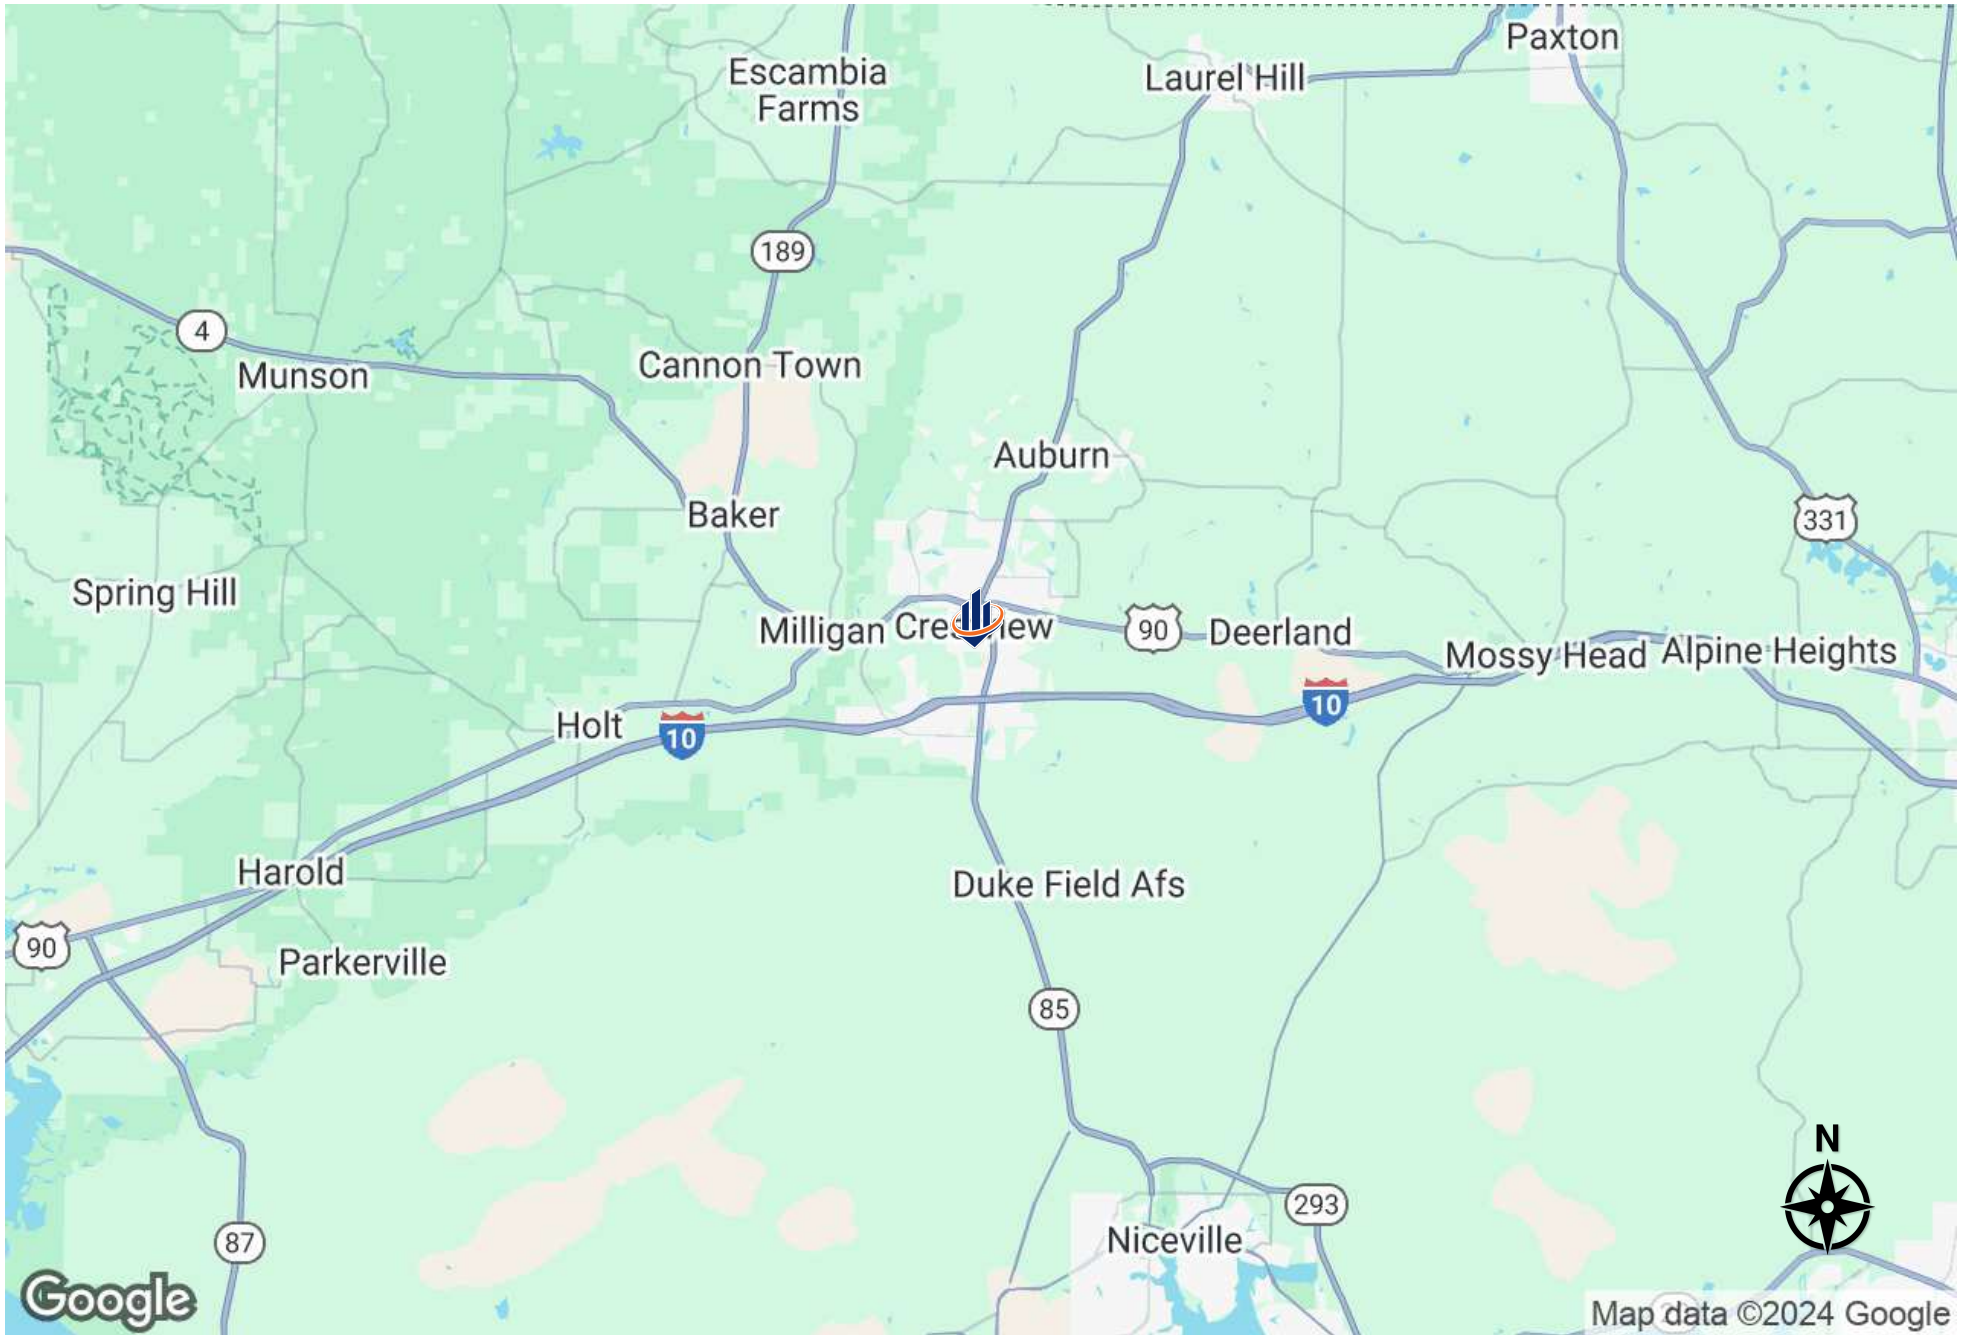 Paxton
Escambia
Farms
Laurel Hill
189
4
Munson
Cannon Town
Auburn
Baker
331
Spring Hill
Milligan
90
Deerland
Mossy Head
Alpine Heights
Holt
10
10
Harold
Duke Field Afs
90
Parkerville
85
N
293
87
Niceville
Google
Map data ©2024 Google